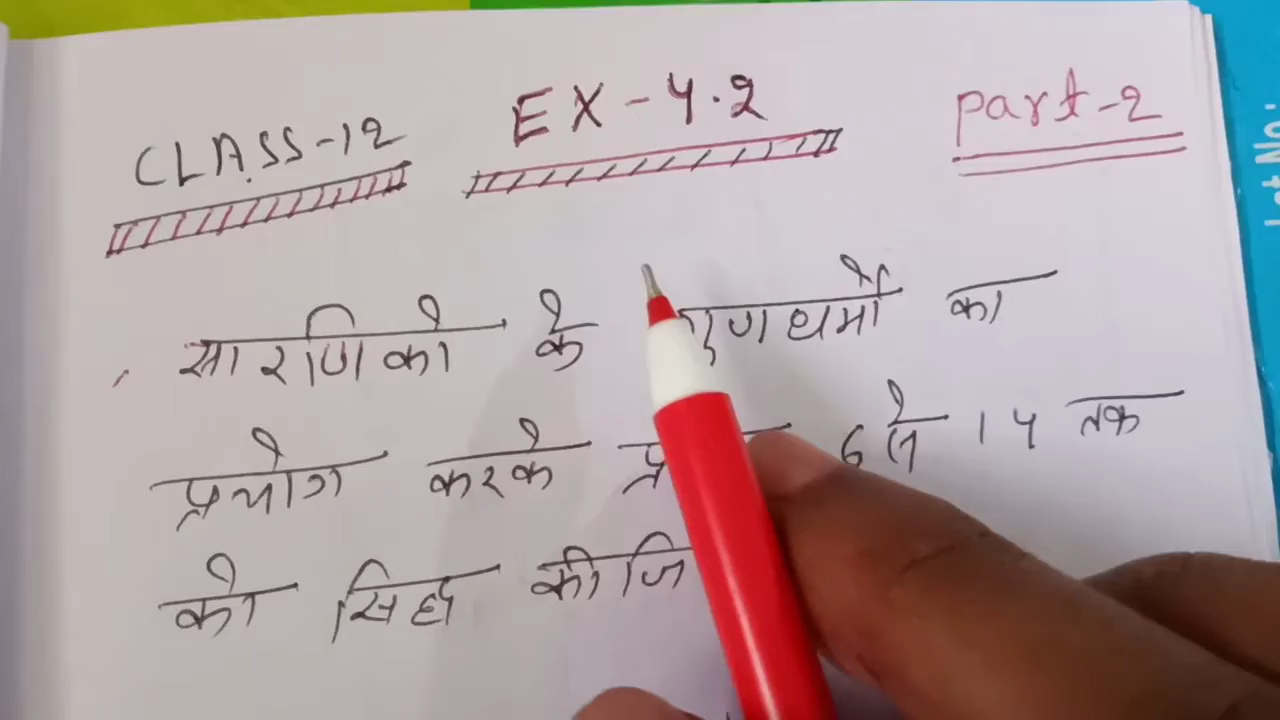 CLASS-12 EX-4.2 Part-2
सारणिको के गुणधर्मो का
प्रयोग करके 6 से 14 तक
को सिद्ध कीजि